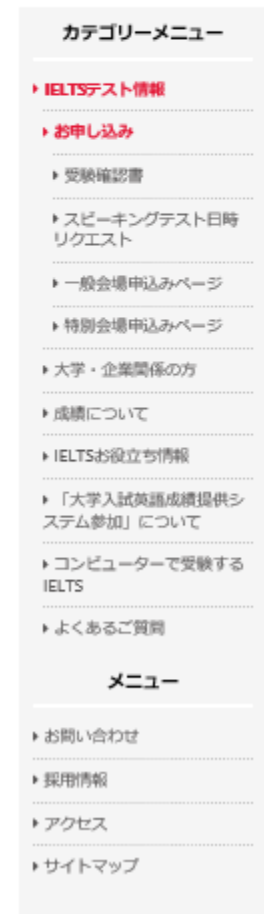 カテゴリーメニュー
IELTSテスト情報
お申し込み
受験確認書
スピーキングテスト日時
リクエスト
一般会場申込みページ
特別会場申込みページ
大学・企業関係の方
成績について
IELTSお役立ち情報
「大学入試英語成績提供シ
ステム参加」について
コンピューターで受験する
IELTS
よくあるご質問
メニュー
お問い合わせ
採用情報
アクセス
サイトマップ